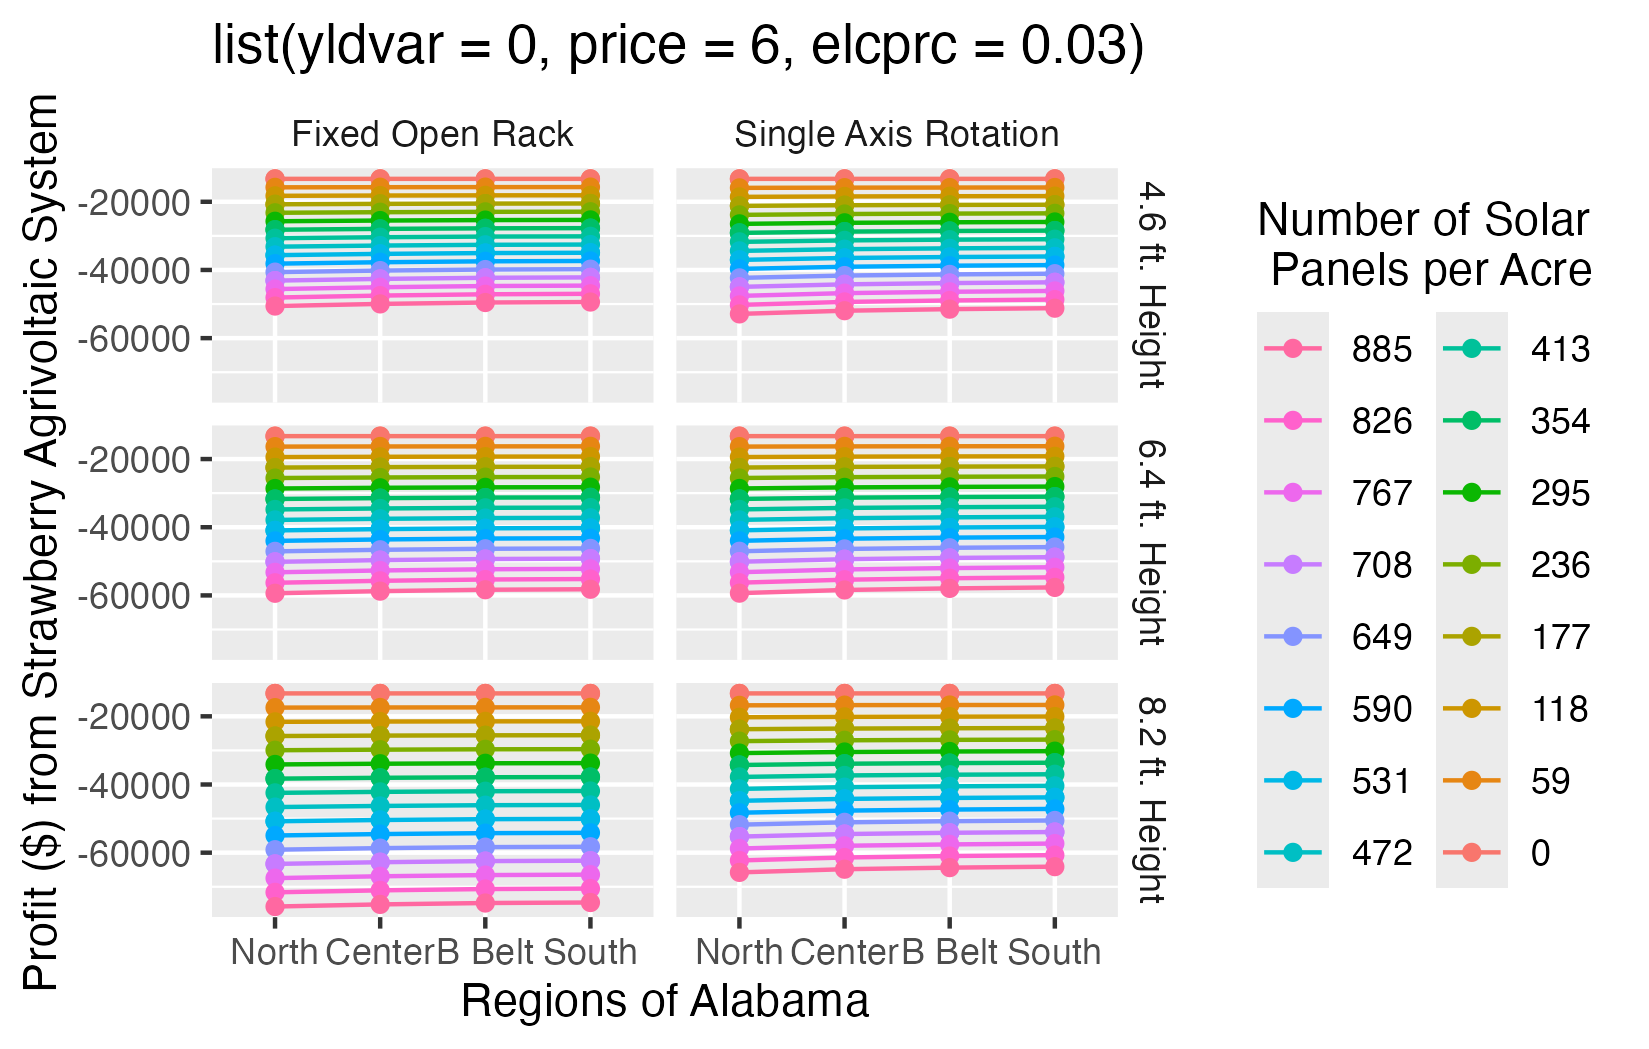 list(yldvar = 0, price = 6, elcprc = 0.03)
Profit ($) from Strawberry Agrivoltaic System
Fixed Open Rack
Single Axis Rotation
-20000
-40000
-60000
4.6 ft. Height
-20000
-40000
-60000
6.4 ft. Height
-20000
-40000
-60000
8.2 ft. Height
North Center B Belt South
North Center B Belt South
Regions of Alabama
Number of Solar
Panels per Acre
885 413
826 354
767 295
708 236
649 177
590 118
531 59
472 0